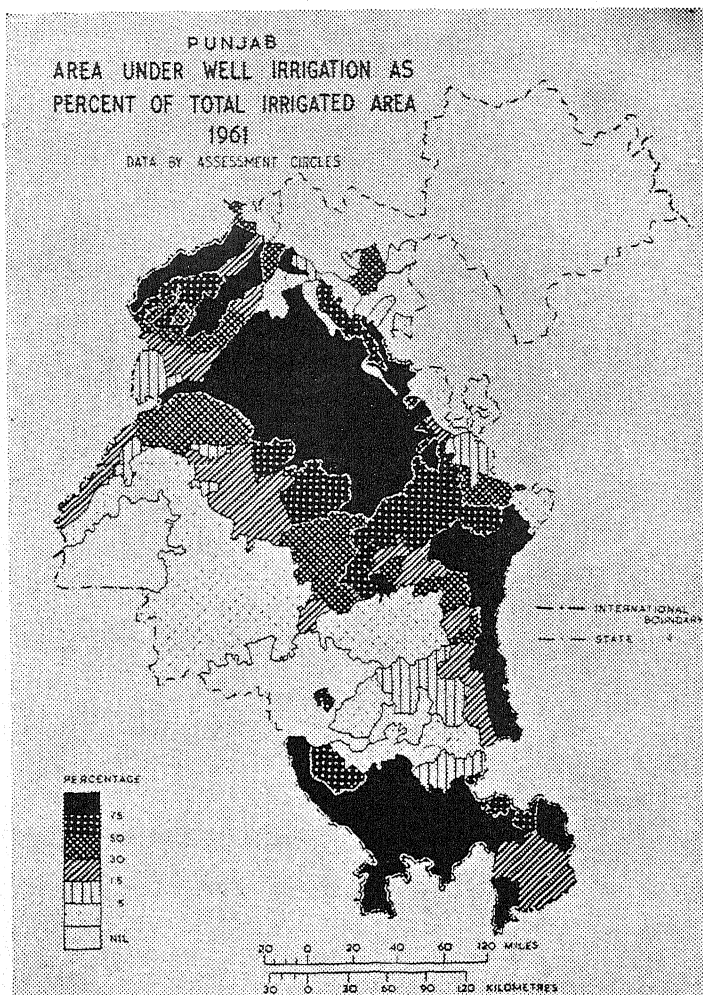 PUNJAB
AREA UNDER WELL IRRIGATION AS
PERCENT OF TOTAL IRRIGATED AREA
1961
DATA BY ASSESSMENT CIRCLES
INTERNATIONAL
BOUNDARY
STATE "
PERCENTAGE
75
50
30
15
5
NIL
20 0 20 40 60 120 MILES
30 0 30 60 90 120 KILOMETRES